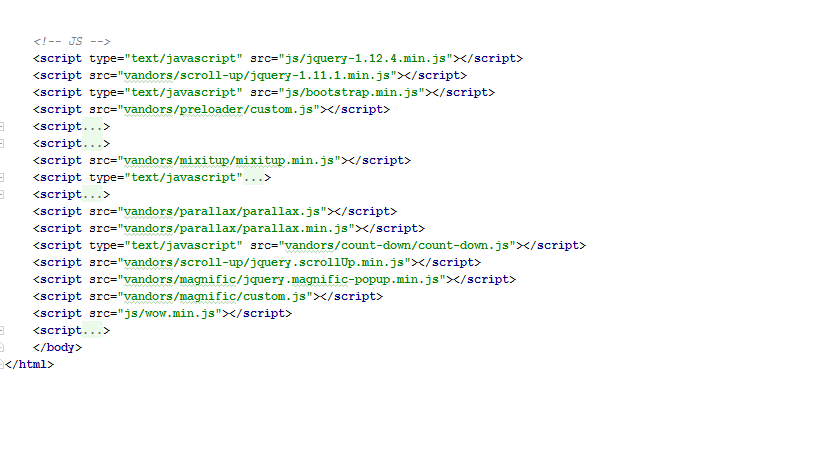 <!-- JS -->
<script type="text/javascript" src="js/jquery-1.12.4.min.js"></script>
<script src="vandors/scroll-up/jquery-1.11.1.min.js"></script>
<script type="text/javascript" src="js/bootstrap.min.js"></script>
<script src="vandors/preloader/custom.js"></script>
<script...>
<script...>
<script src="vandors/mixitup/mixitup.min.js"></script>
<script type="text/javascript"...>
<script...>
<script src="vandors/parallax/parallax.js"></script>
<script src="vandors/parallax/parallax.min.js"></script>
<script type="text/javascript" src="vandors/count-down/count-down.js"></script>
<script src="vandors/scroll-up/jquery.scrollUp.min.js"></script>
<script src="vandors/magnific/jquery.magnific-popup.min.js"></script>
<script src="vandors/magnific/custom.js"></script>
<script src="js/wow.min.js"></script>
<script...>
</body>
</html>